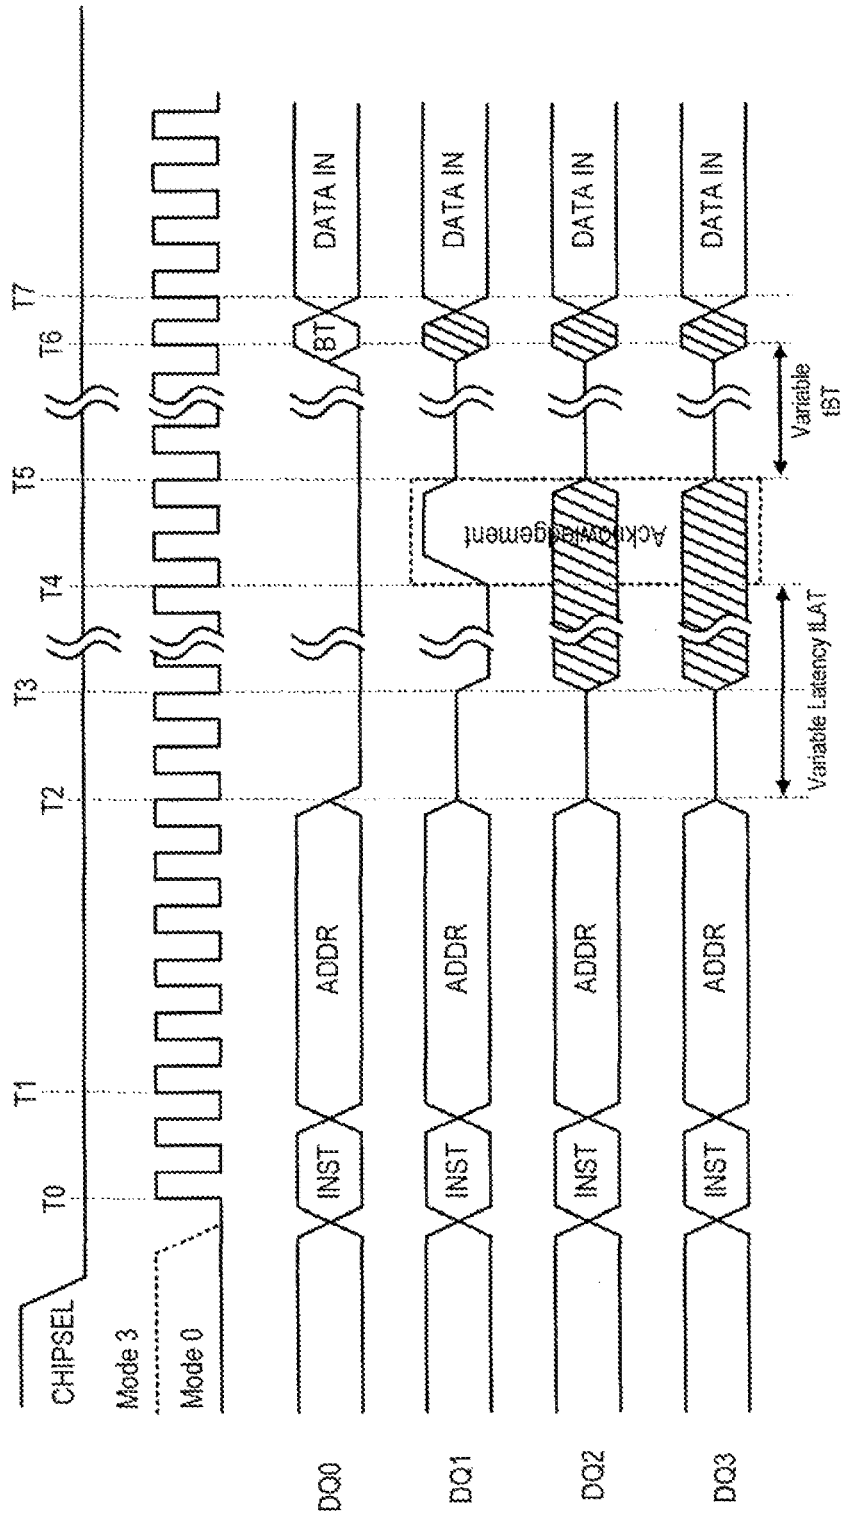 CHIPSEL
T0
T1
T2
T3
T4
T5
T6
T7
Mode 3
Mode 0
DQ0
INST
ADDR
BT
DATA IN
DQ1
INST
ADDR
DATA IN
DQ2
INST
ADDR
DATA IN
DQ3
INST
ADDR
DATA IN
Acknowledgement
Variable Latency tLAT
Variable
tBT